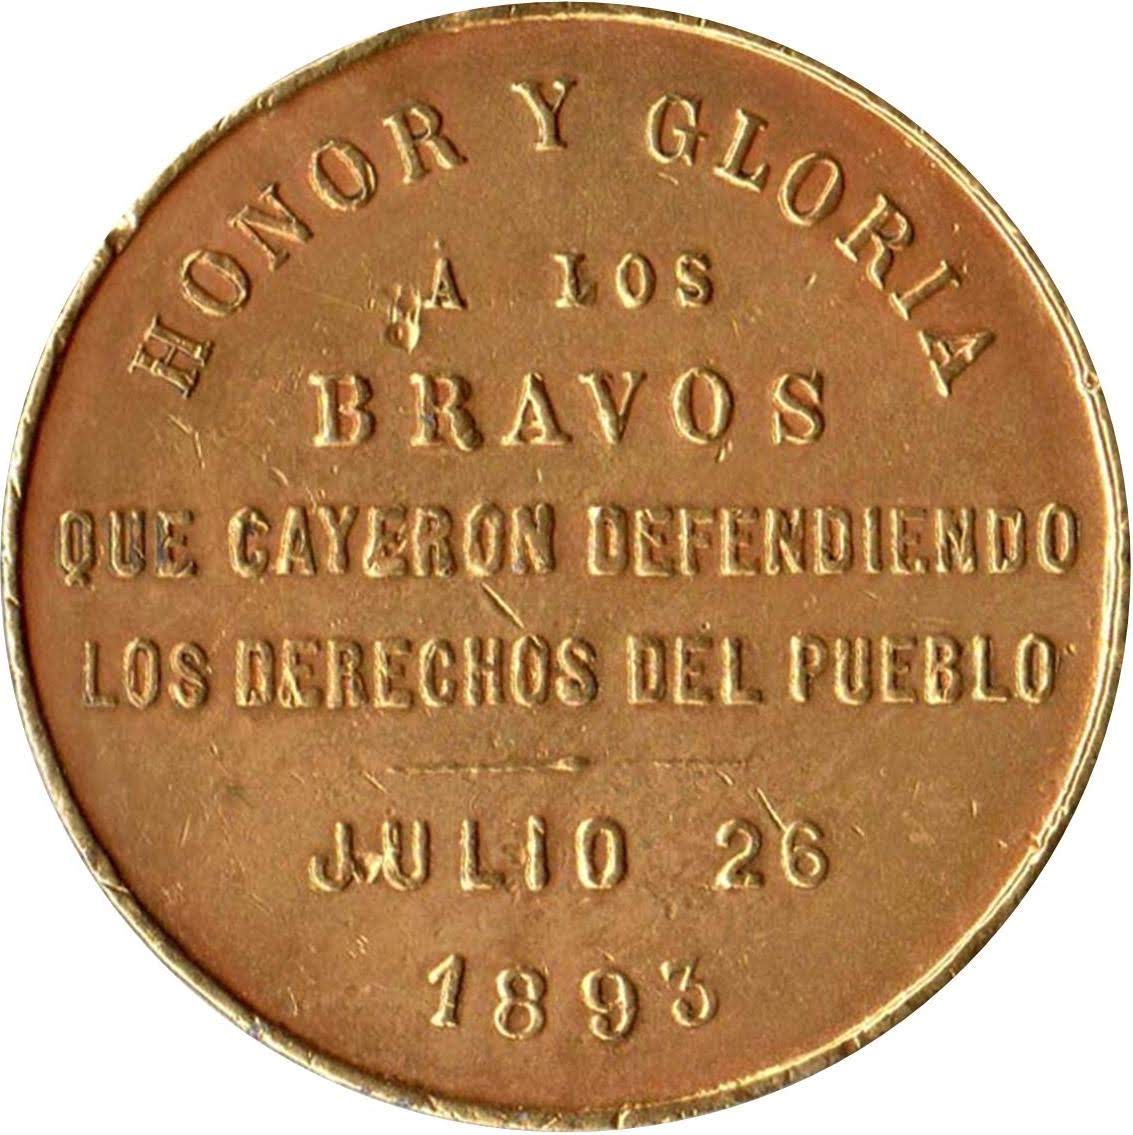 HONOR Y GLORIA
A LOS
BRAVOS
QUE CAYERON DEFENDIENDO
LOS DERECHOS DEL PUEBLO
JULIO 26
1893